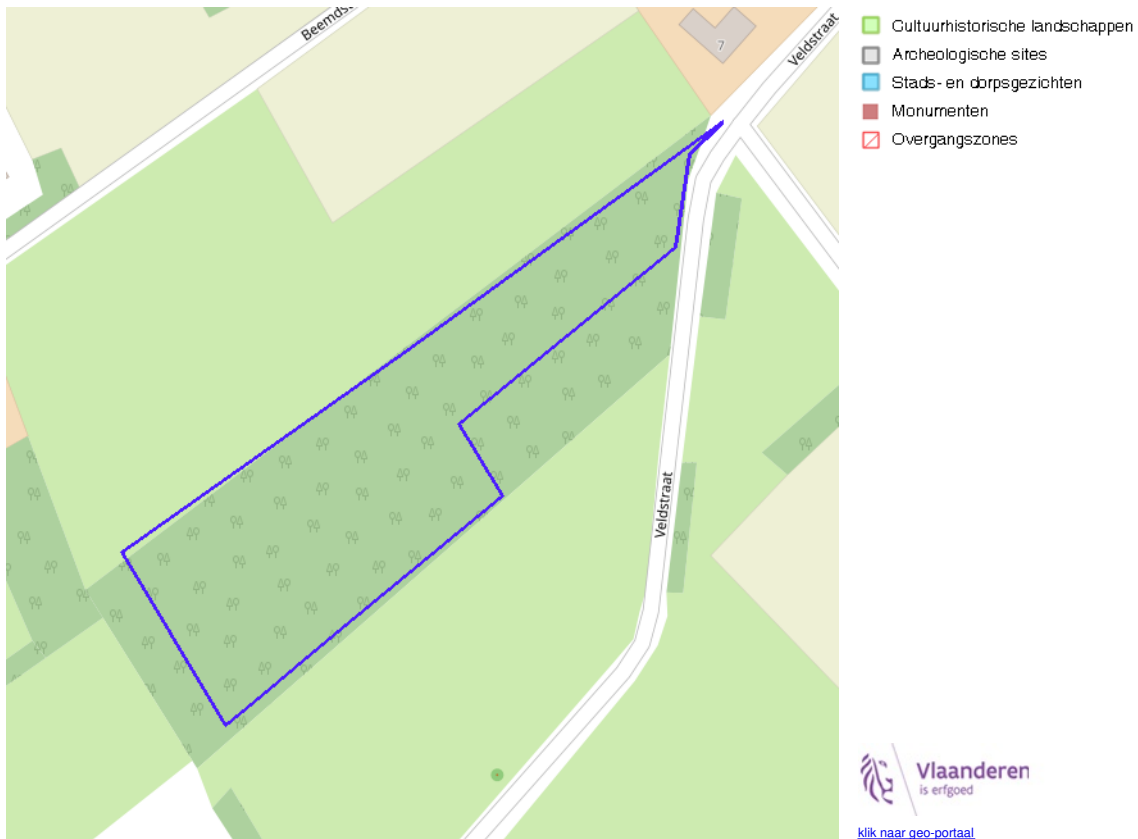 Beemdst
7
Veldstraat
Veldstraat
Cultuurhistorische landschappen
Archeologische sites
Stads- en dorpsgezichten
Monumenten
Overgangszones
Vlaanderen
is erfgoed
klik naar geo-portaal